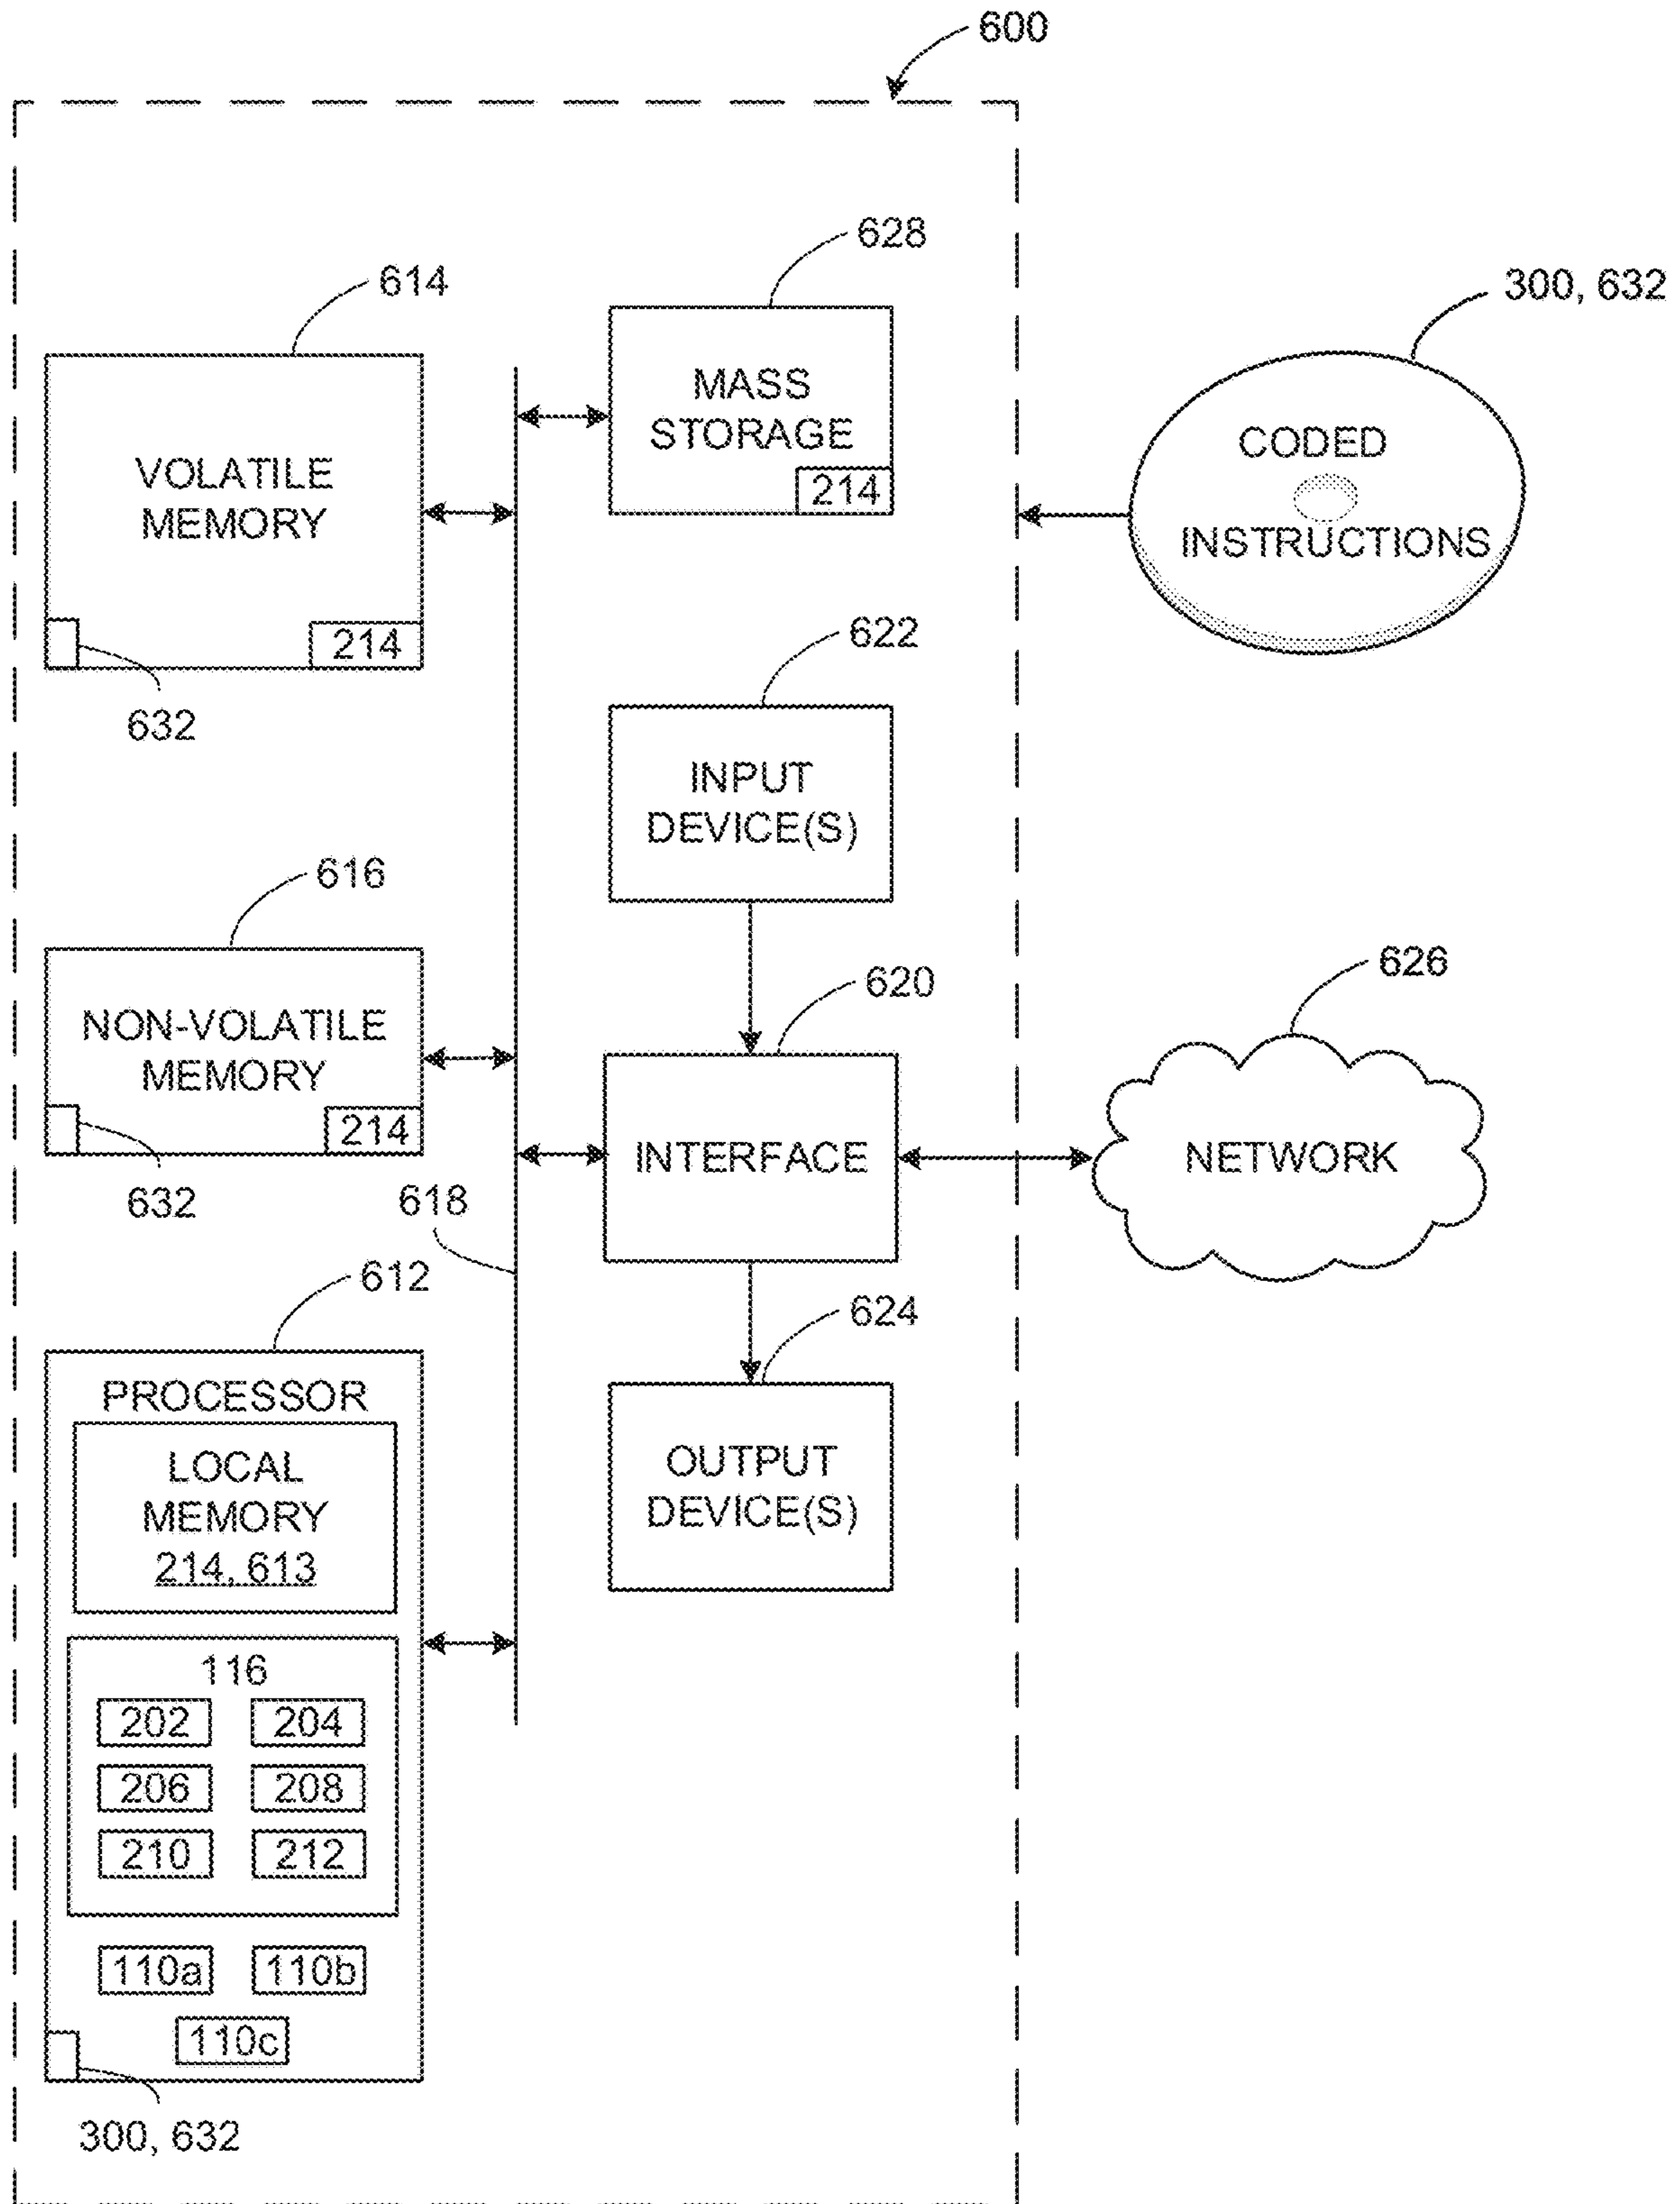 600
628
614
300, 632
MASS
STORAGE
214
CODED
INSTRUCTIONS
VOLATILE
MEMORY
214
632
622
INPUT
DEVICE(S)
616
620
626
NON-VOLATILE
MEMORY
214
632
618
INTERFACE
NETWORK
612
624
PROCESSOR
LOCAL
MEMORY
214, 613
OUTPUT
DEVICE(S)
116
202 204
206 208
210 212
110a 110b
110c
300, 632